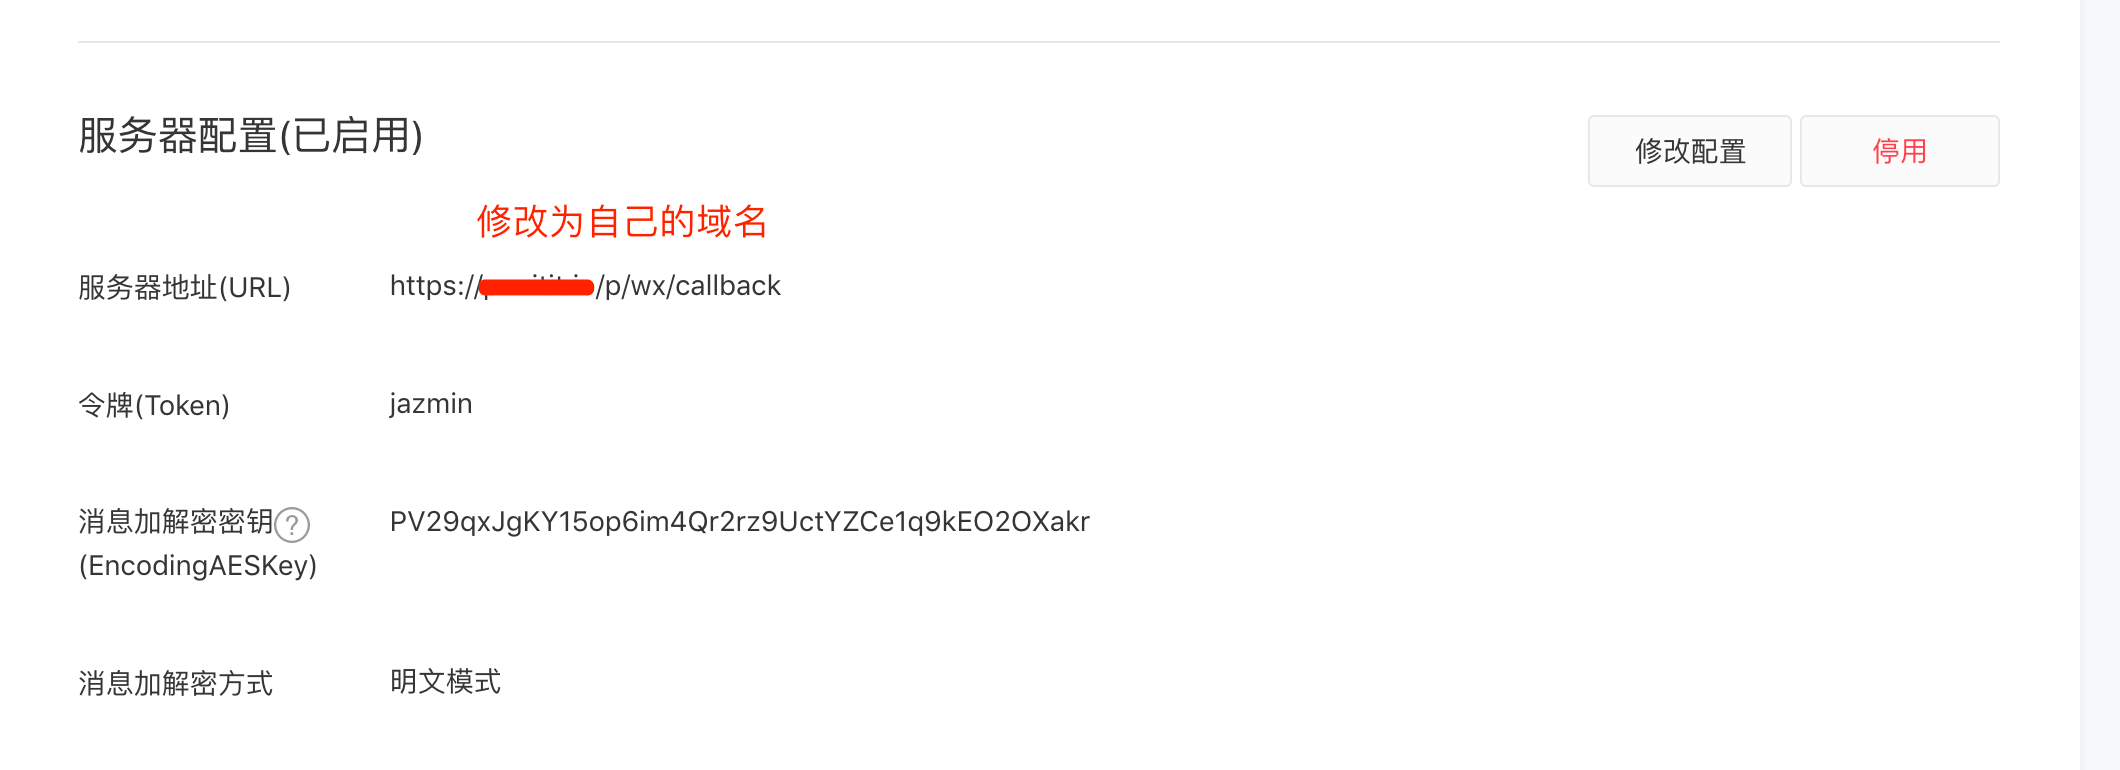 服务器配置(已启用)
修改配置
停用
修改为自己的域名
服务器地址(URL)
https:// /p/wx/callback
令牌(Token)
jazmin
消息加解密密钥?
(EncodingAESKey)
PV29qxJgKY15op6im4Qr2rz9UctYZCe1q9kEO2OXakr
消息加解密方式
明文模式